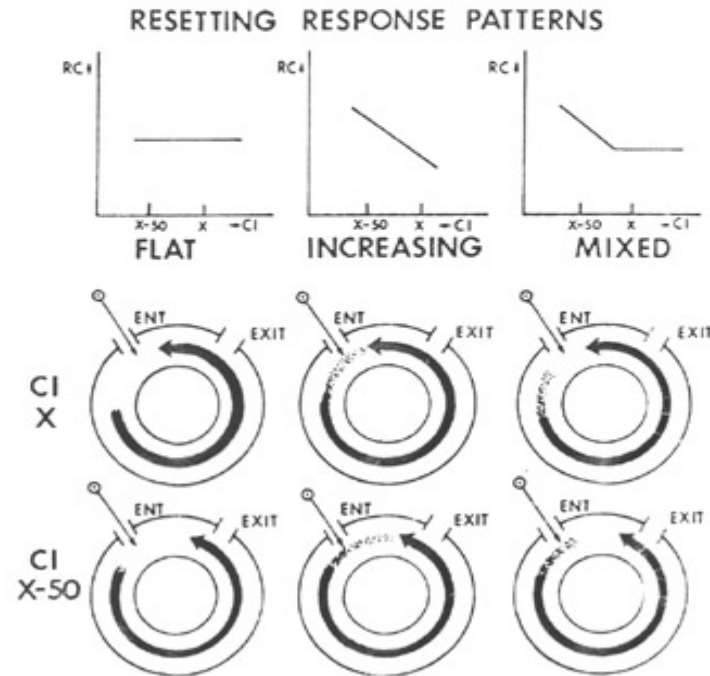 RESETTING RESPONSE PATTERNS
RC RC RC
X-50 X -CI X-50 X -CI X-50 X -CI
FLAT INCREASING MIXED
ENT EXIT ENT EXIT ENT EXIT
CI
X
ENT EXIT ENT EXIT ENT EXIT
CI
X-50